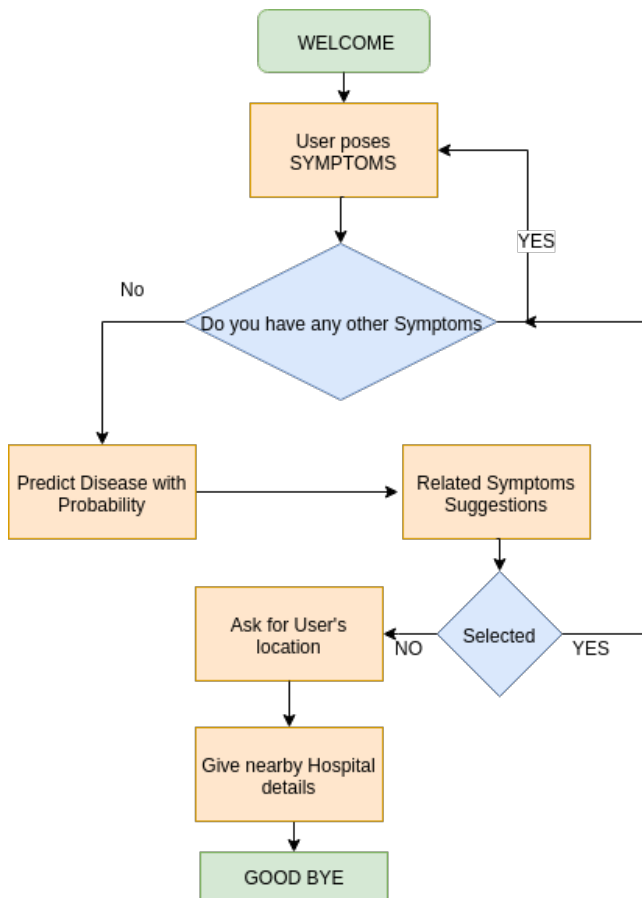 WELCOME
User poses
SYMPTOMS
YES
No
Do you have any other Symptoms
Predict Disease with
Probability
Related Symptoms
Suggestions
Ask for User's
location
NO
Selected
YES
Give nearby Hospital
details
GOOD BYE